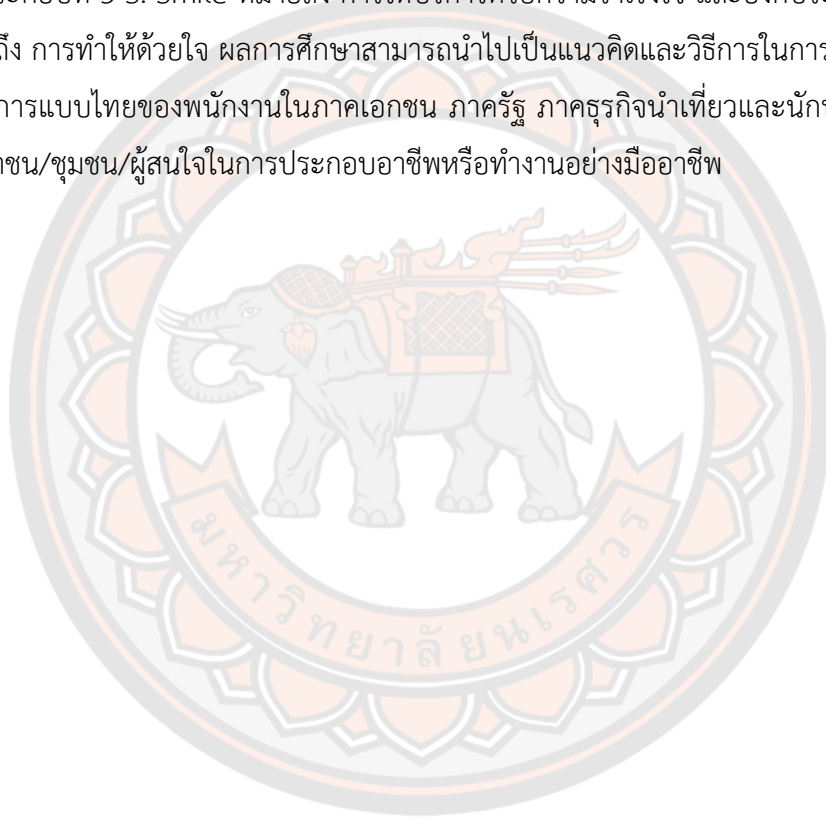 S: Smile หมายถึง
ถึง การทำให้ด้วยใจ ผลการศึกษาสามารถนำไปเป็นแนวคิดและวิธีการในการ
การแบบไทยของพนักงานในภาคเอกชน ภาครัฐ ภาคธุรกิจนำเที่ยวและนัก
ชน/ชุมชน/ผู้สนใจในการประกอบอาชีพหรือทำงานอย่างมืออาชีพ
มหาวิทยาลัยนเรศวร